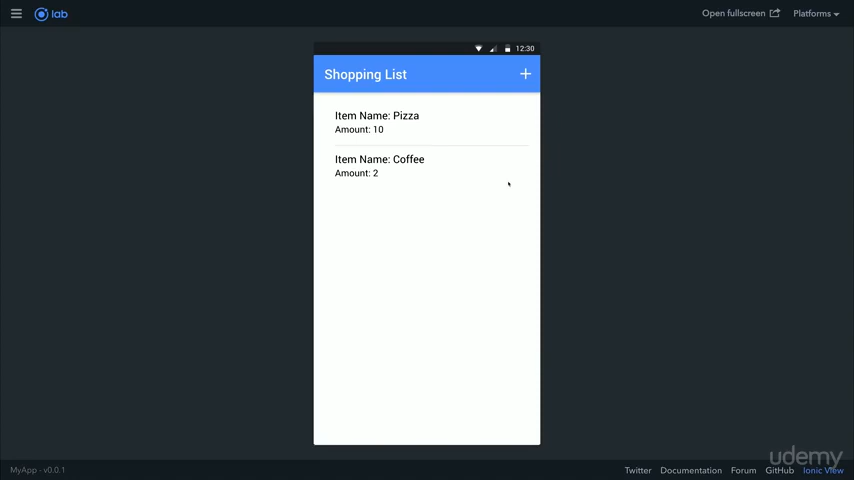 lab
Open fullscreen
Platforms
12:30
Shopping List
Item Name: Pizza
Amount: 10
Item Name: Coffee
Amount: 2
MyApp - v0.0.1
Twitter
Documentation
Forum
GitHub
Ionic View
udemy